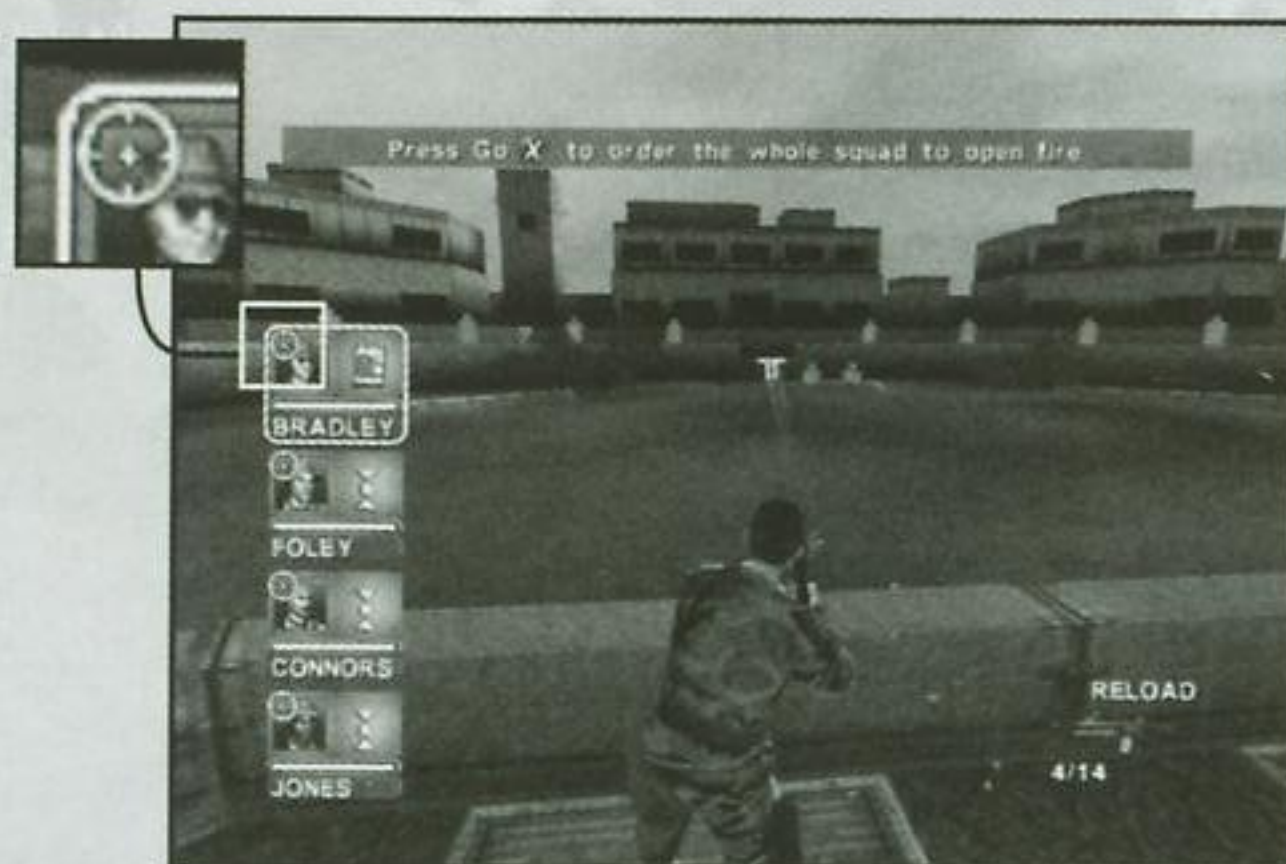 Press Go X to order the whole squad to open fire
BRADLEY
FOLEY
CONNORS
JONES
RELOAD
4/14